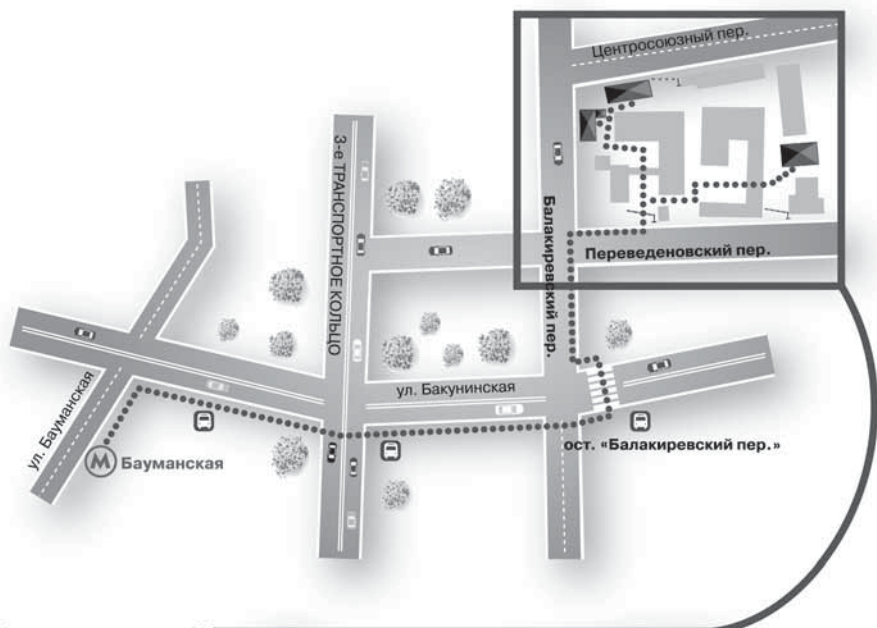 Центросоюзный пер.
3-е ТРАНСПОРТНОЕ КОЛЬЦО
Балакиревский пер.
Переведеновский пер.
ул. Бауманская
ул. Бакунинская
М Бауманская
ост. «Балакиревский пер.»